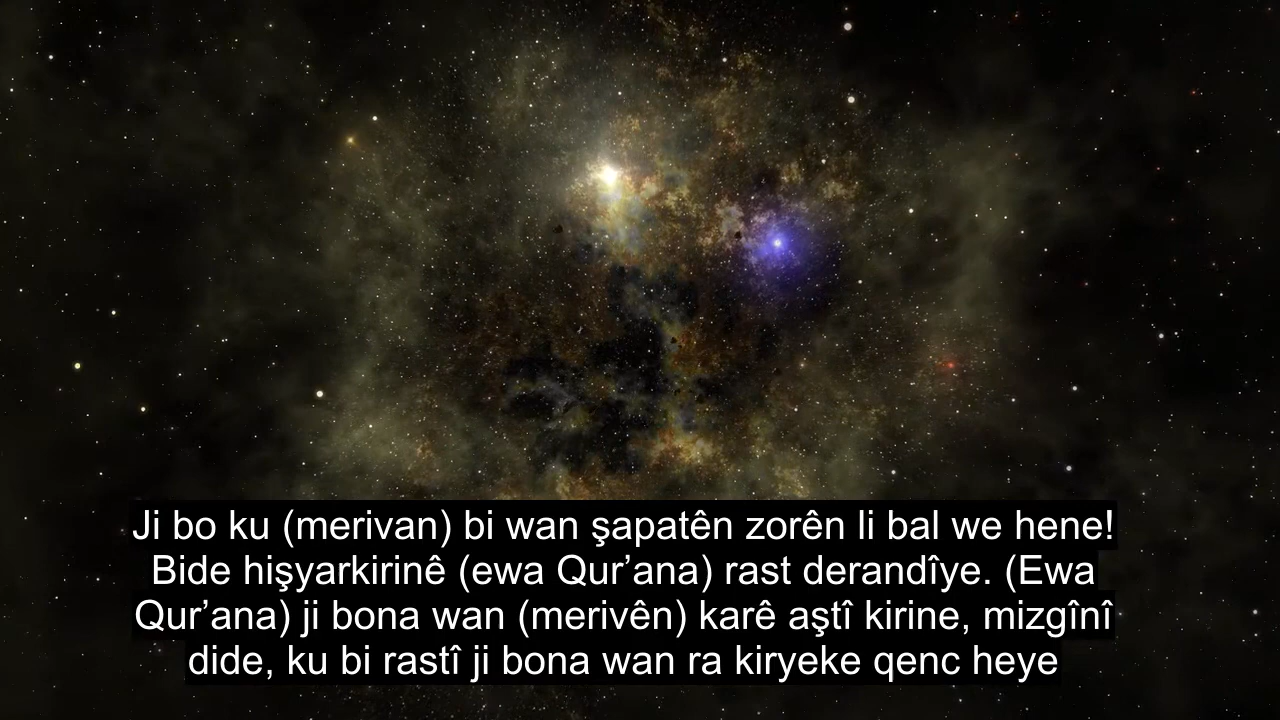 Ji bo ku (merivan) bi wan şapatên zorên li bal we hene!
Bide hişyarkirinê (ewa Qur’ana) rast derandîye. (Ewa
Qur’ana) ji bona wan (merivên) karê aştî kirine, mizgînî
dide, ku bi rastî ji bona wan ra kiryeke qenc heye